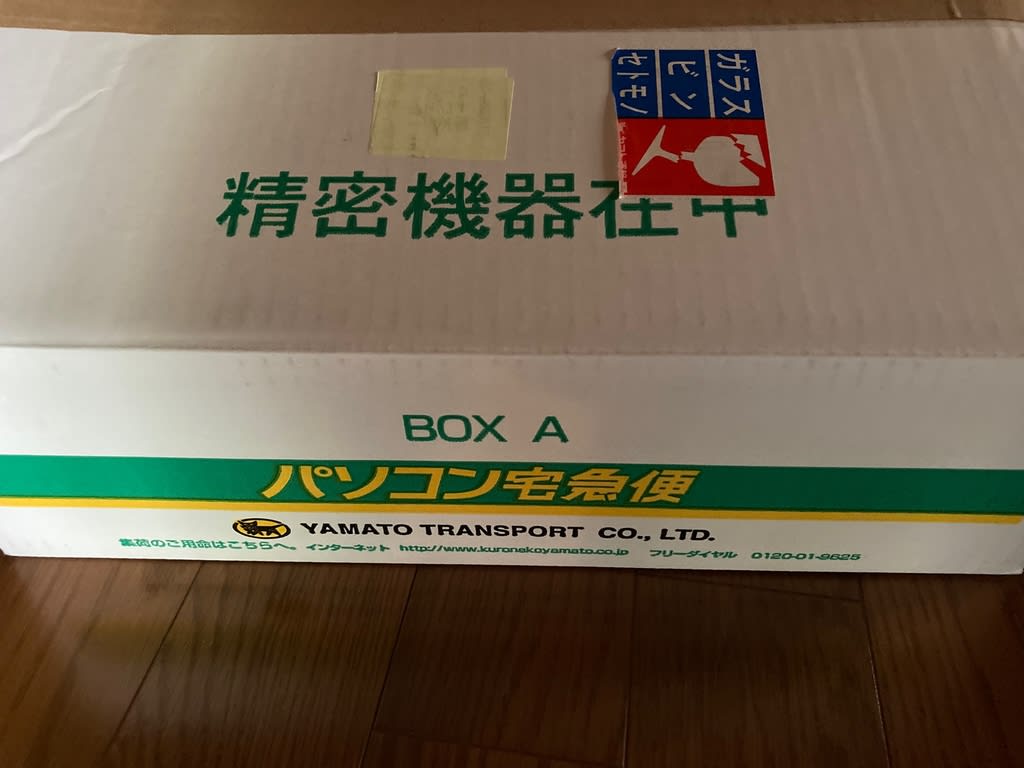 ガラス
ビン
セトモノ
精密機器在中
BOX A
パソコン宅急便
YAMATO TRANSPORT CO., LTD.
集荷のご用命はこちらへ。 インターネット http://www.kuronekoyamato.co.jp フリーダイヤル 0120-01-9625